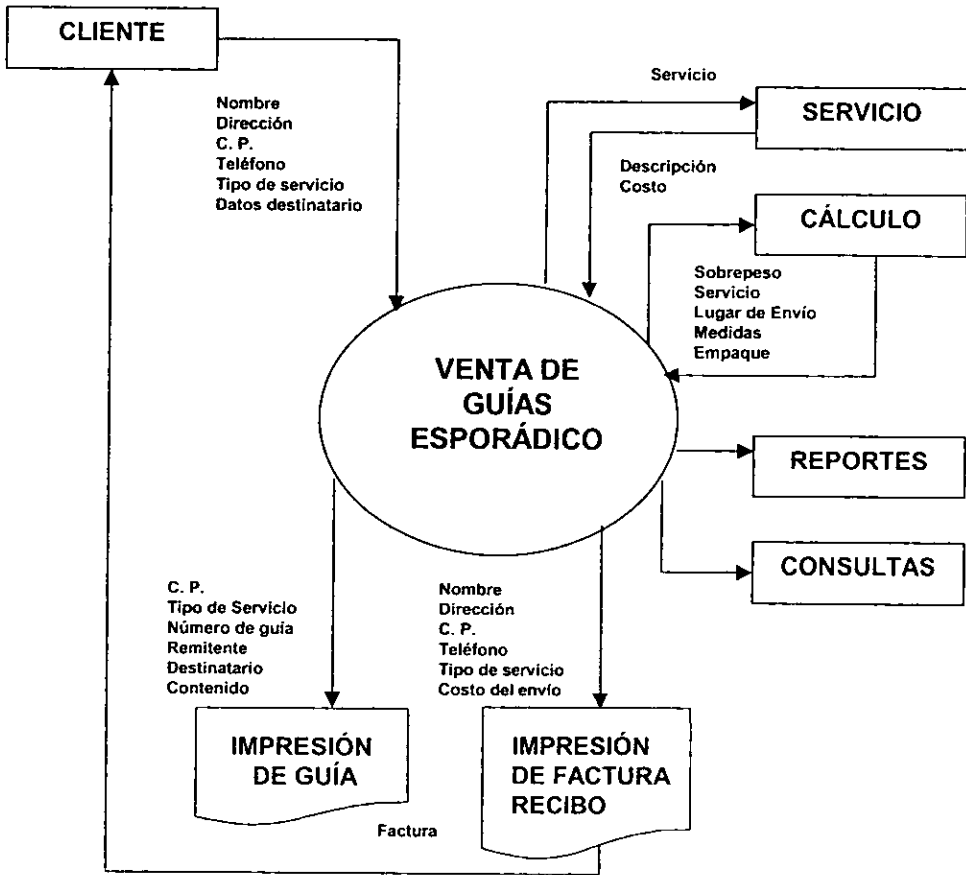 CLIENTE
Nombre
Dirección
C. P.
Teléfono
Tipo de servicio
Datos destinatario
Servicio
SERVICIO
Descripción
Costo
CÁLCULO
Sobrepeso
Servicio
Lugar de Envío
Medidas
Empaque
VENTA DE
GUÍAS
ESPORÁDICO
REPORTES
CONSULTAS
C. P.
Tipo de Servicio
Número de guía
Remitente
Destinatario
Contenido
Nombre
Dirección
C. P.
Teléfono
Tipo de servicio
Costo del envío
IMPRESIÓN
DE GUÍA
IMPRESIÓN
DE FACTURA
RECIBO
Factura